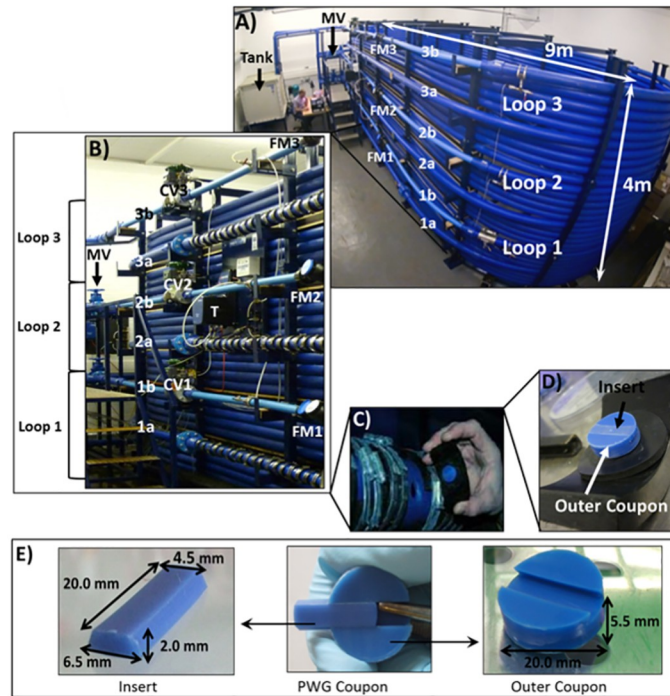 A)
MV
Tank
FM3
3b
9m
3a
Loop 3
FM2
2b
FM1
2a
Loop 2
4m
1b
1a
Loop 1
B)
FM3
CV3
3b
Loop 3
3a
MV
CV2
2b
FM2
T
Loop 2
2a
1b
CV1
Loop 1
1a
FM1
C)
D)
Insert
Outer Coupon
E)
4.5 mm
20.0 mm
2.0 mm
6.5 mm
5.5 mm
20.0 mm
Insert
PWG Coupon
Outer Coupon